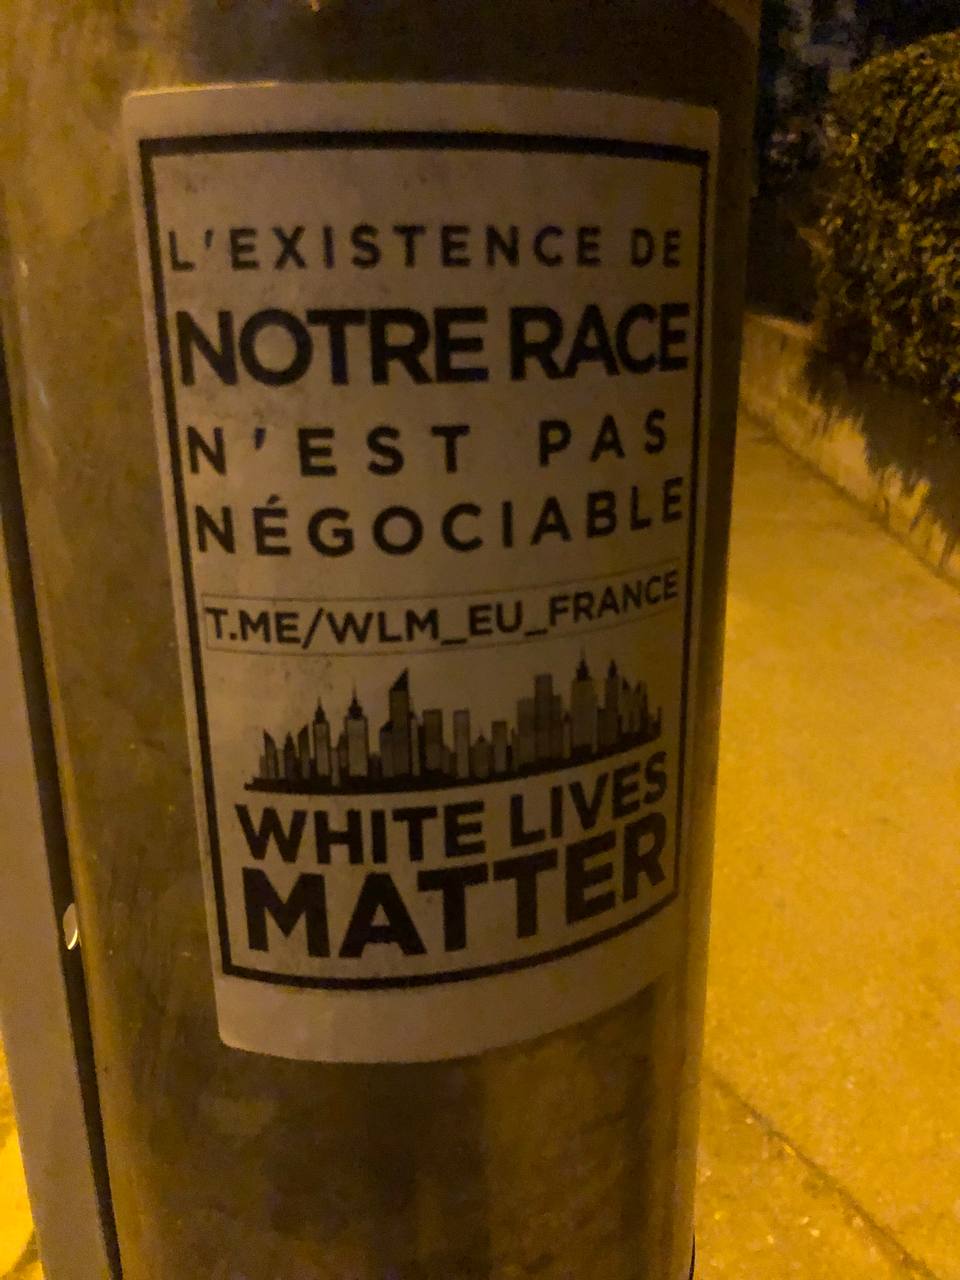 L'EXISTENCE DE
NOTRE RACE
N'EST PAS
NÉGOCIABLE
T.ME/WLM_EU_FRANCE
WHITE LIVES
MATTER